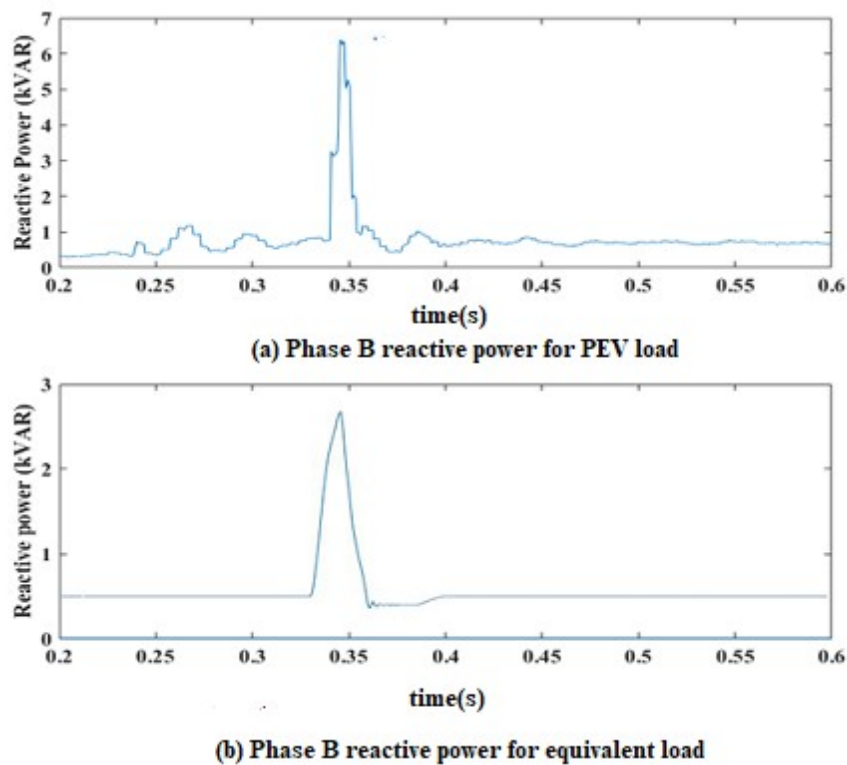 7
6
5
4
3
2
1
0
Reactive Power (kVAR)
0.2 0.25 0.3 0.35 0.4 0.45 0.5 0.55 0.6
time(s)
(a) Phase B reactive power for PEV load
3
2
1
0
Reactive power (kVAR)
0.2 0.25 0.3 0.35 0.4 0.45 0.5 0.55 0.6
time(s)
(b) Phase B reactive power for equivalent load